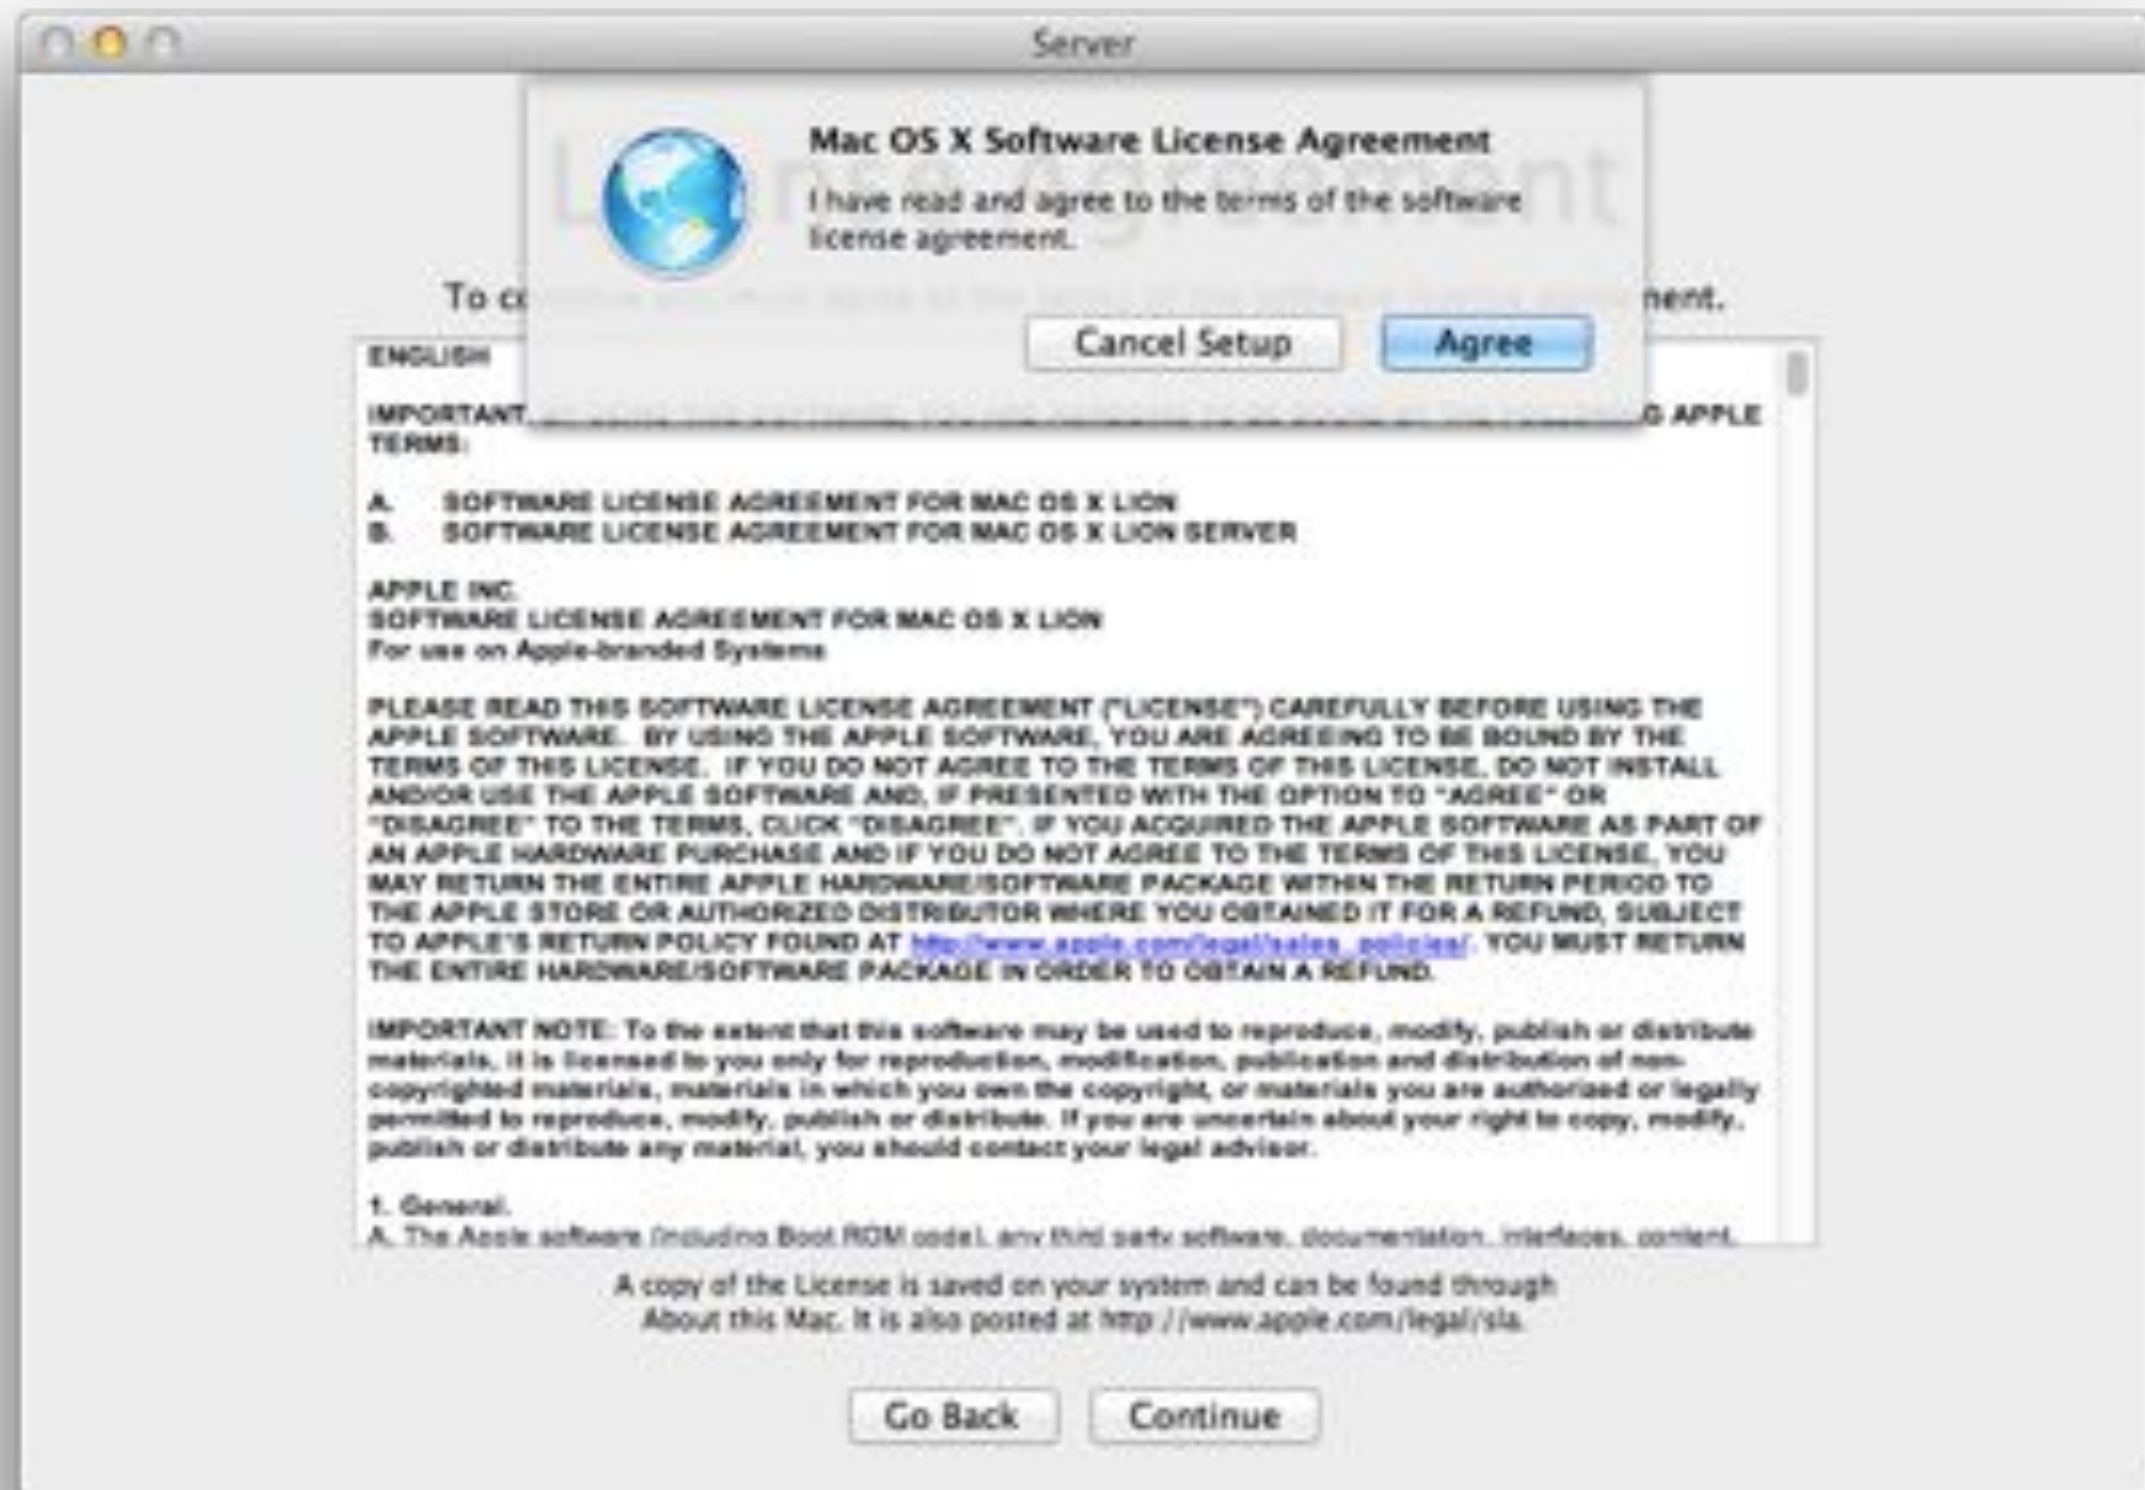 Server
Mac OS X Software License Agreement
I have read and agree to the terms of the software
license agreement.
Cancel Setup
Agree
To
ENGLISH
IMPORTANT
APPLE
TERMS:
A. SOFTWARE LICENSE AGREEMENT FOR MAC OS X LION
B. SOFTWARE LICENSE AGREEMENT FOR MAC OS X LION SERVER
APPLE INC.
SOFTWARE LICENSE AGREEMENT FOR MAC OS X LION
For use on Apple-branded Systems
PLEASE READ THIS SOFTWARE LICENSE AGREEMENT ("LICENSE") CAREFULLY BEFORE USING THE
APPLE SOFTWARE. BY USING THE APPLE SOFTWARE, YOU ARE AGREEING TO BE BOUND BY THE
TERMS OF THIS LICENSE. IF YOU DO NOT AGREE TO THE TERMS OF THIS LICENSE, DO NOT INSTALL
AND/OR USE THE APPLE SOFTWARE AND, IF PRESENTED WITH THE OPTION TO "AGREE" OR
"DISAGREE" TO THE TERMS, CLICK "DISAGREE". IF YOU ACQUIRED THE APPLE SOFTWARE AS PART OF
AN APPLE HARDWARE PURCHASE AND IF YOU DO NOT AGREE TO THE TERMS OF THIS LICENSE, YOU
MAY RETURN THE ENTIRE APPLE HARDWARE/SOFTWARE PACKAGE WITHIN THE RETURN PERIOD TO
THE APPLE STORE OR AUTHORIZED DISTRIBUTOR WHERE YOU OBTAINED IT FOR A REFUND, SUBJECT
TO APPLE'S RETURN POLICY FOUND AT http://www.apple.com/legal/sales_policies/. YOU MUST RETURN
THE ENTIRE HARDWARE/SOFTWARE PACKAGE IN ORDER TO OBTAIN A REFUND.
IMPORTANT NOTE: To the extent that this software may be used to reproduce, modify, publish or distribute
materials, it is licensed to you only for reproduction, modification, publication and distribution of non-
copyrighted materials, materials in which you own the copyright, or materials you are authorized or legally
permitted to reproduce, modify, publish or distribute. If you are uncertain about your right to copy, modify,
publish or distribute any material, you should contact your legal advisor.
1. General.
A. The Apple software (including Boot ROM code), any third party software, documentation, interfaces, content,
A copy of the License is saved on your system and can be found through
About this Mac. It is also posted at http://www.apple.com/legal/sla.
Go Back
Continue